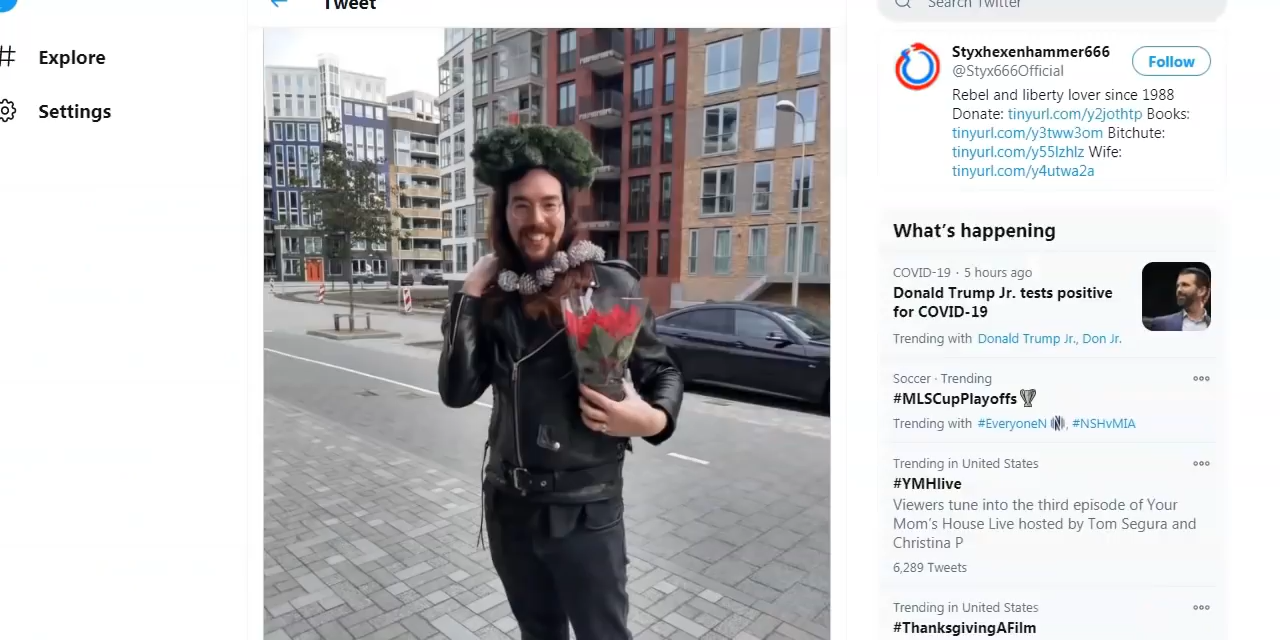 Tweet
Explore
Settings
Search Twitter
Styxhexenhammer666
@Styx666Official
Follow
Rebel and liberty lover since 1988
Donate: tinyurl.com/y2jothtp Books:
tinyurl.com/y3tww3om Bitchute:
tinyurl.com/y55lzhlz Wife:
tinyurl.com/y4utwa2a
What's happening
COVID-19 · 5 hours ago
Donald Trump Jr. tests positive
for COVID-19
Trending with Donald Trump Jr., Don Jr.
Soccer · Trending
#MLSCupPlayoffs
Trending with #EveryoneN, #NSHvMIA
Trending in United States
#YMHlive
Viewers tune into the third episode of Your
Mom's House Live hosted by Tom Segura and
Christina P
6,289 Tweets
Trending in United States
#ThanksgivingAFilm